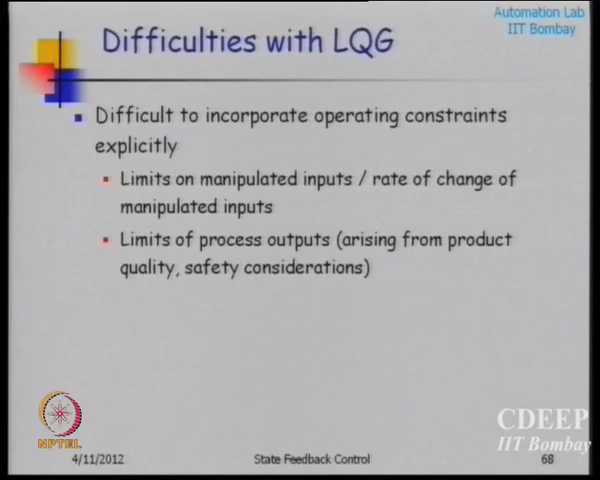 Automation Lab
IIT Bombay
Difficulties with LQG
Difficult to incorporate operating constraints
explicitly
Limits on manipulated inputs / rate of change of
manipulated inputs
Limits of process outputs (arising from product
quality, safety considerations)
NPTEL
CDEEP
IIT Bombay
4/11/2012
State Feedback Control
68